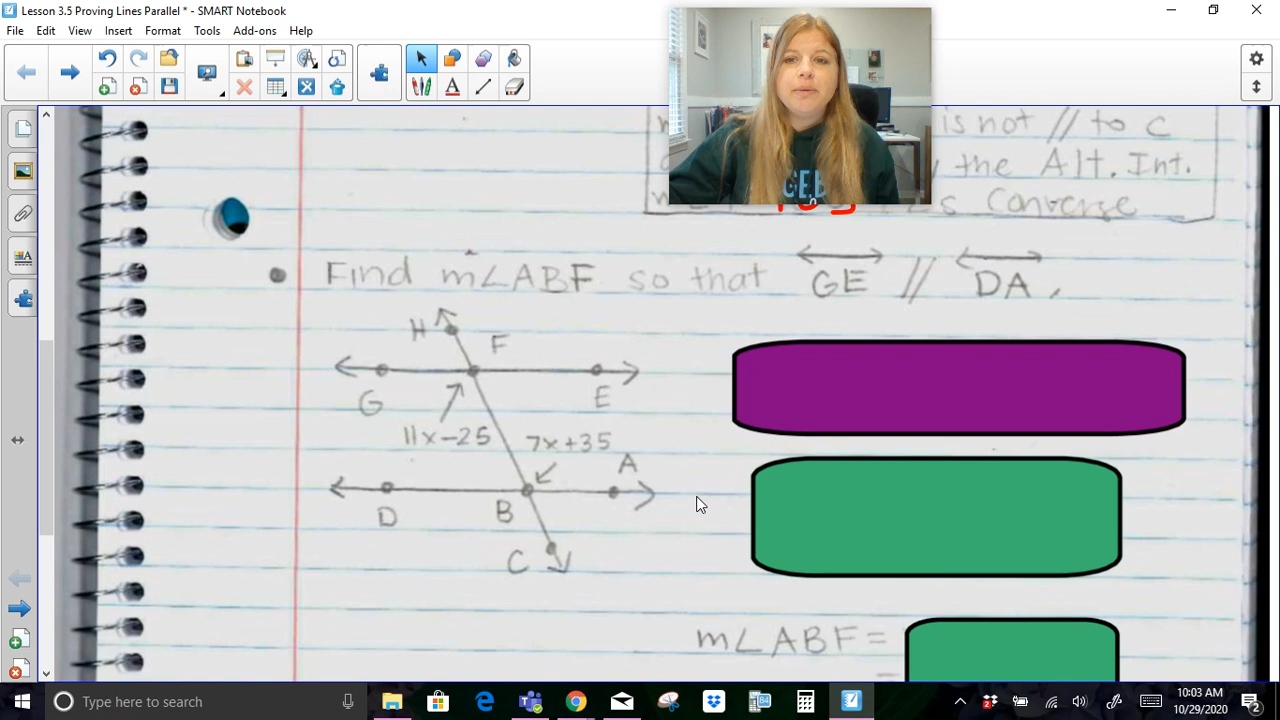 Lesson 3.5 Proving Lines Parallel * - SMART Notebook
File Edit View Insert Format Tools Add-ons Help
is not // to c
the Alt. Int.
Converse
• Find m∠ABF so that GE // DA.
H
F
G
E
11x-25
7x+35
A
D
B
C
m∠ABF =
Type here to search
10:03 AM
10/29/2020
2